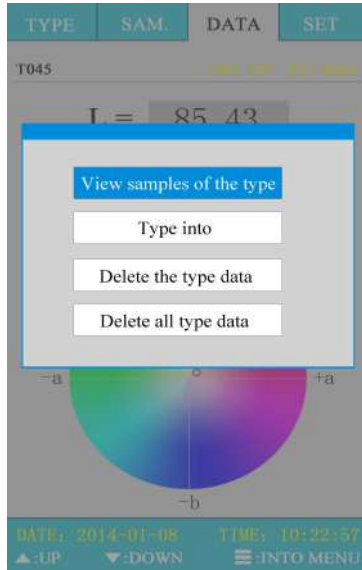 TYPE SAM. DATA SET
T045
L = 85.43
View samples of the type
Type into
Delete the type data
Delete all type data
-a +a
-b
DATE: 2014-01-08 TIME: 10:22:57
▲:UP ▼:DOWN ☰:INTO MENU